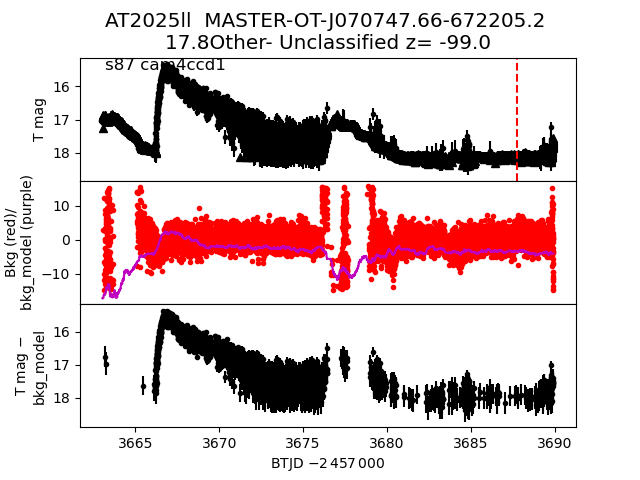 AT2025ll  MASTER-OT-J070747.66-672205.2
17.8Other- Unclassified z= -99.0
s87 cam4ccd1
T mag
16
17
18
Bkg (red)/
bkg_model (purple)
10
0
−10
T mag −
bkg_model
16
17
18
3665 3670 3675 3680 3685 3690
BTJD −2 457 000